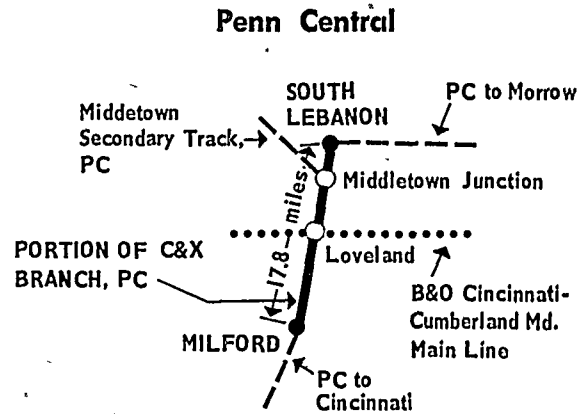 Penn Central
SOUTH
LEBANON
PC to Morrow
Middetown
Secondary Track,
PC
Middletown Junction
17.8 miles
Loveland
PORTION OF C&X
BRANCH, PC
B&O Cincinnati-
Cumberland Md.
Main Line
MILFORD
PC to
Cincinnati